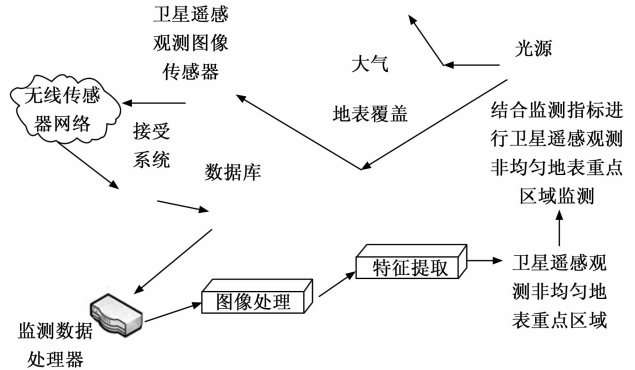 卫星遥感
观测图像
传感器
大气
光源
无线传感
器网络
接受
系统
地表覆盖
结合监测指标进
行卫星遥感观测
非均匀地表重点
区域监测
数据库
监测数据
处理器
图像处理
特征提取
卫星遥感观
测非均匀地
表重点区域